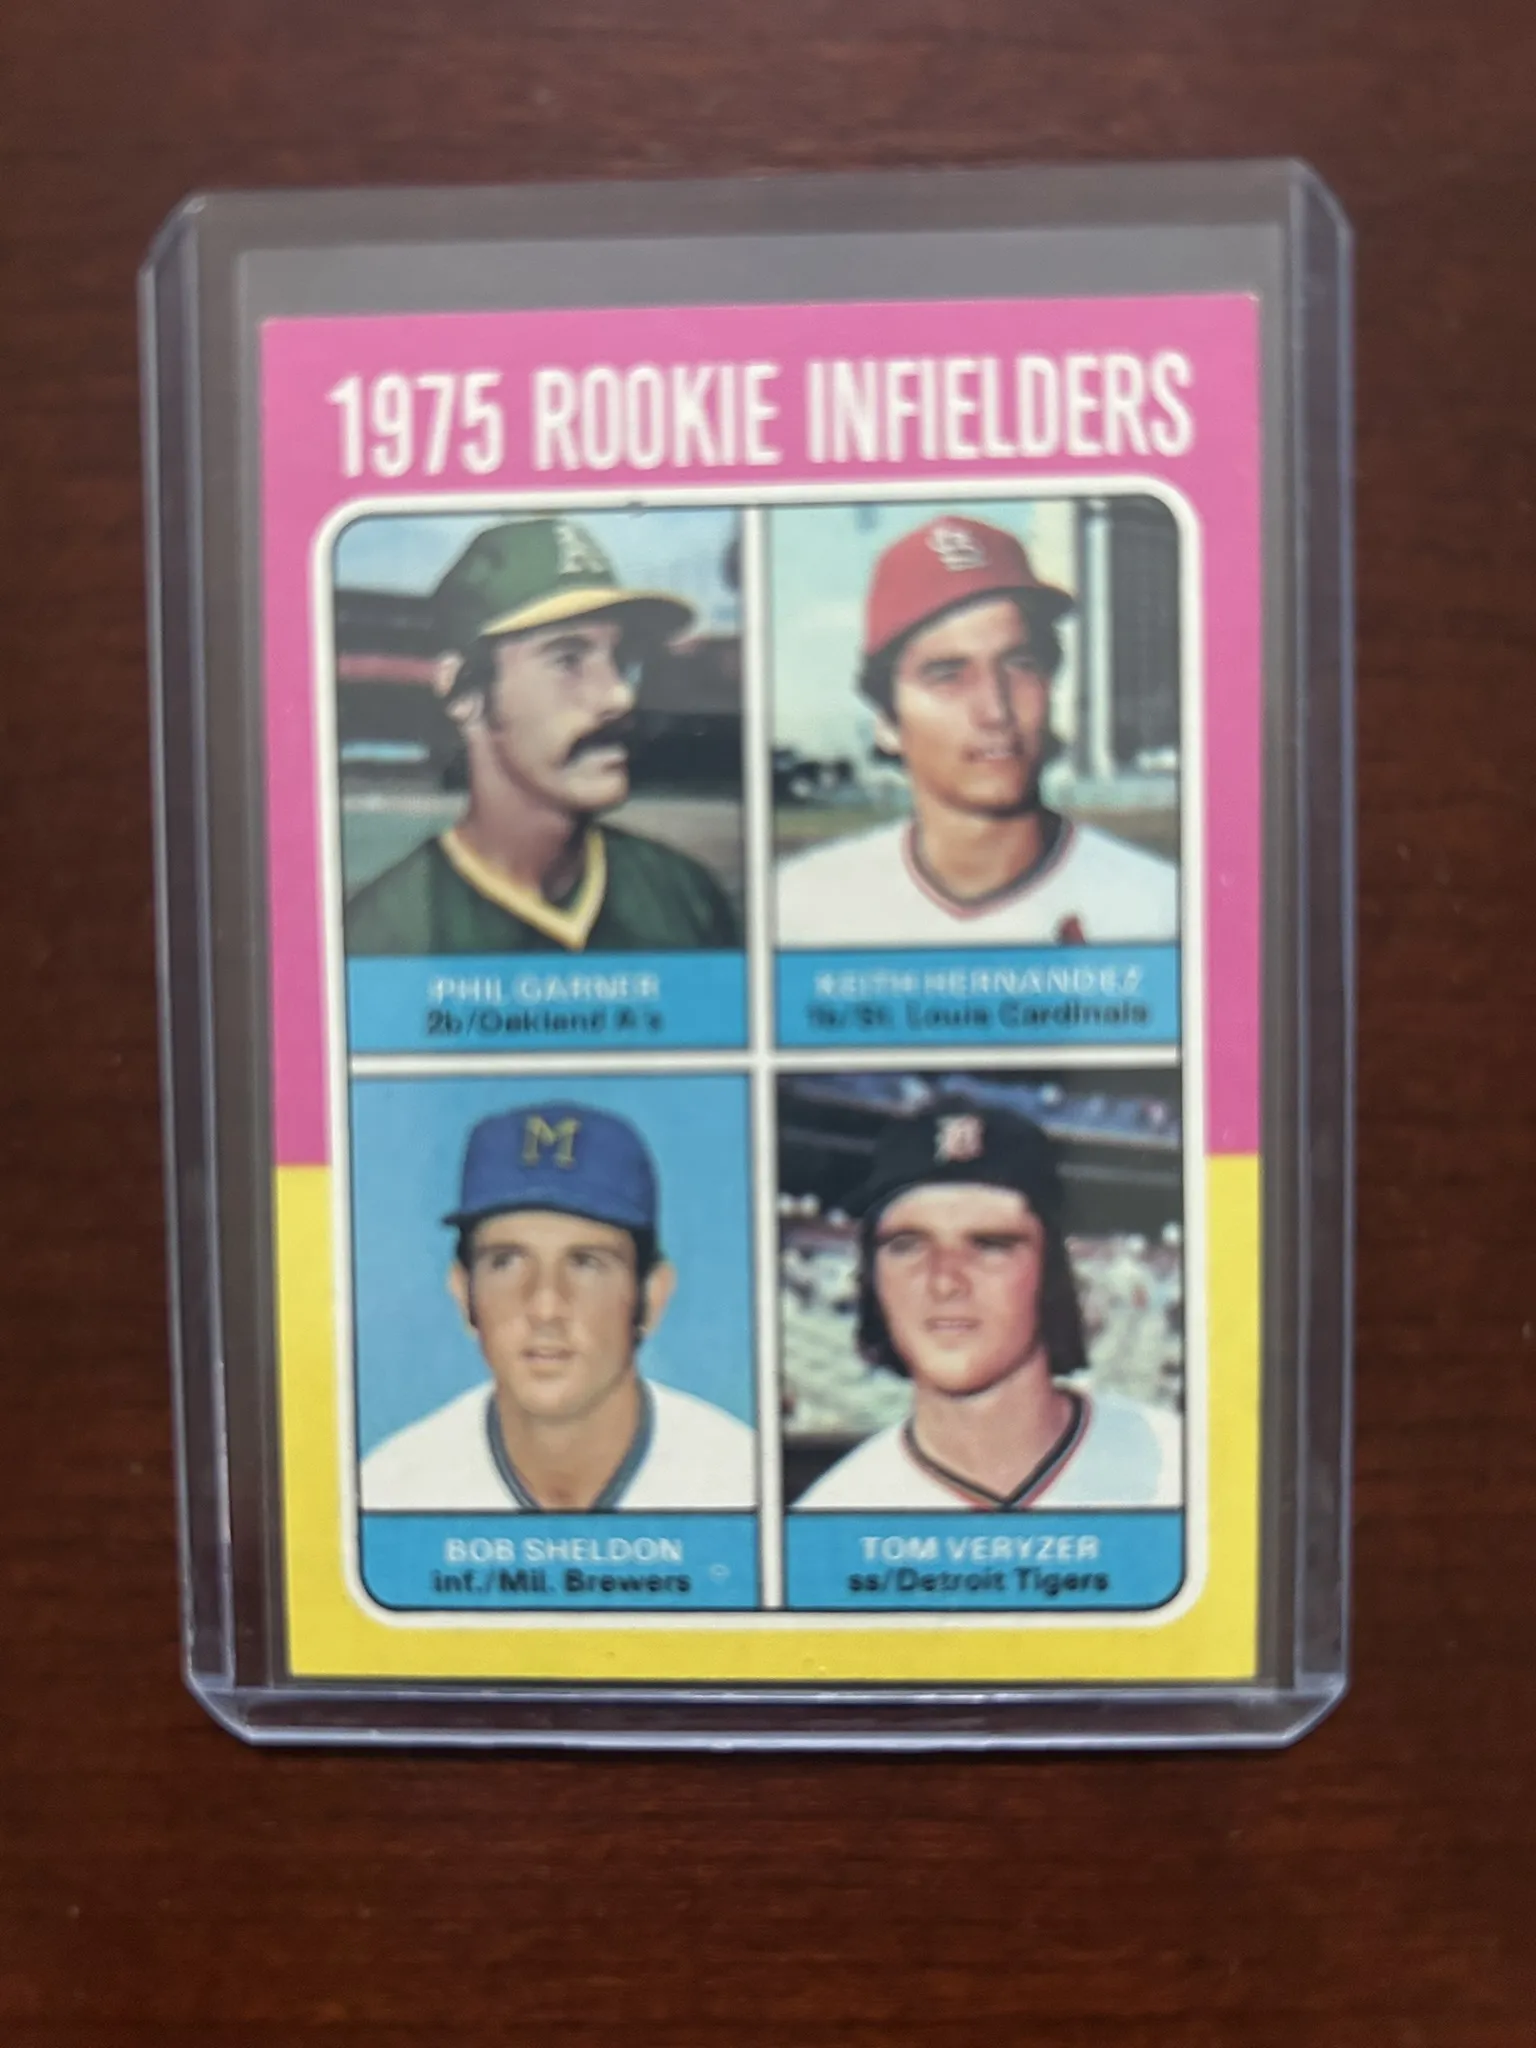 1975 ROOKIE INFIELDERS
A's
PHIL GARNER
2b/Oakland A's
KEITH HERNANDEZ
1b/St. Louis Cardinals
M
BOB SHELDON
inf./Mil. Brewers
TOM VERYZER
ss/Detroit Tigers